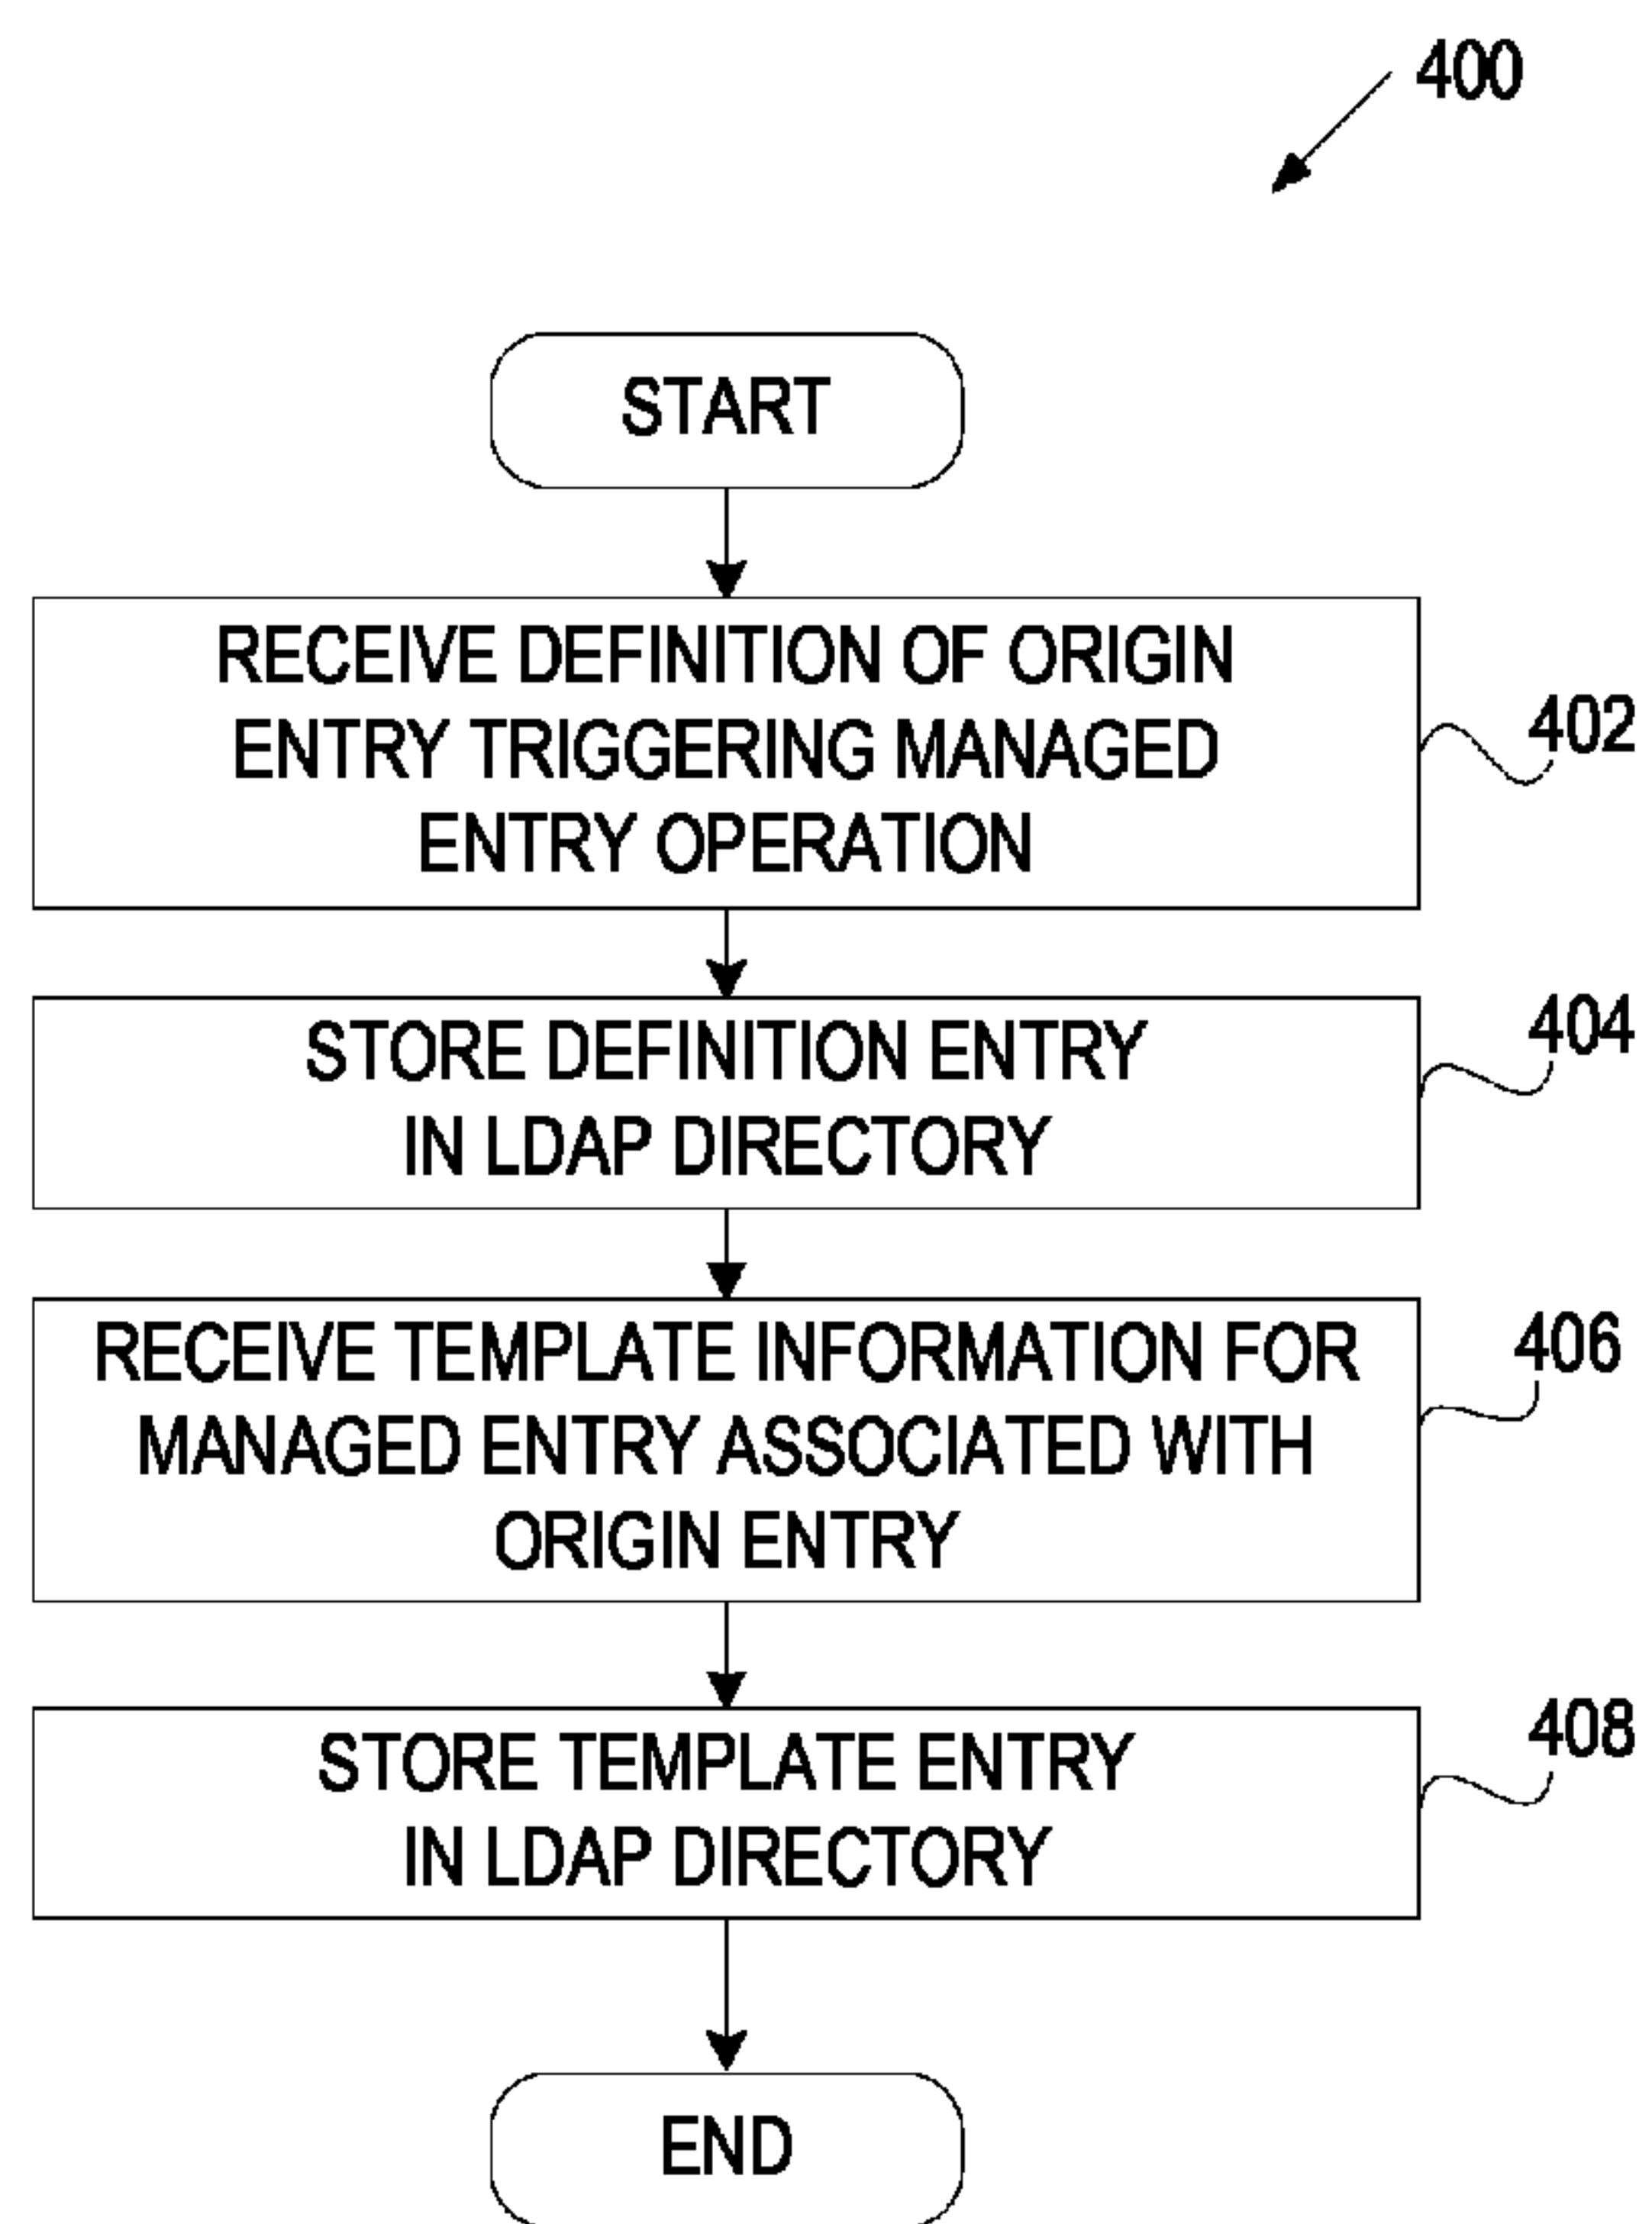 400
START
RECEIVE DEFINITION OF ORIGIN
ENTRY TRIGGERING MANAGED
ENTRY OPERATION
402
STORE DEFINITION ENTRY
IN LDAP DIRECTORY
404
RECEIVE TEMPLATE INFORMATION FOR
MANAGED ENTRY ASSOCIATED WITH
ORIGIN ENTRY
406
STORE TEMPLATE ENTRY
IN LDAP DIRECTORY
408
END